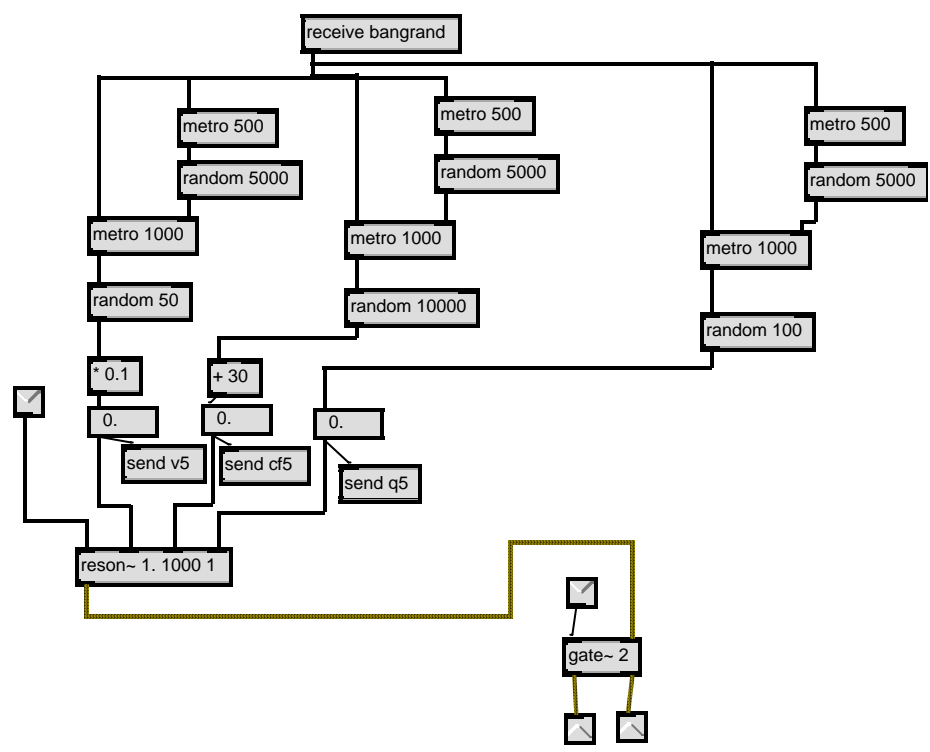 receive bangrand
metro 500
metro 500
metro 500
random 5000
random 5000
random 5000
metro 1000
metro 1000
metro 1000
random 50
random 10000
random 100
* 0.1
+ 30
0.
0.
0.
send v5
send cf5
send q5
reson~ 1. 1000 1
gate~ 2